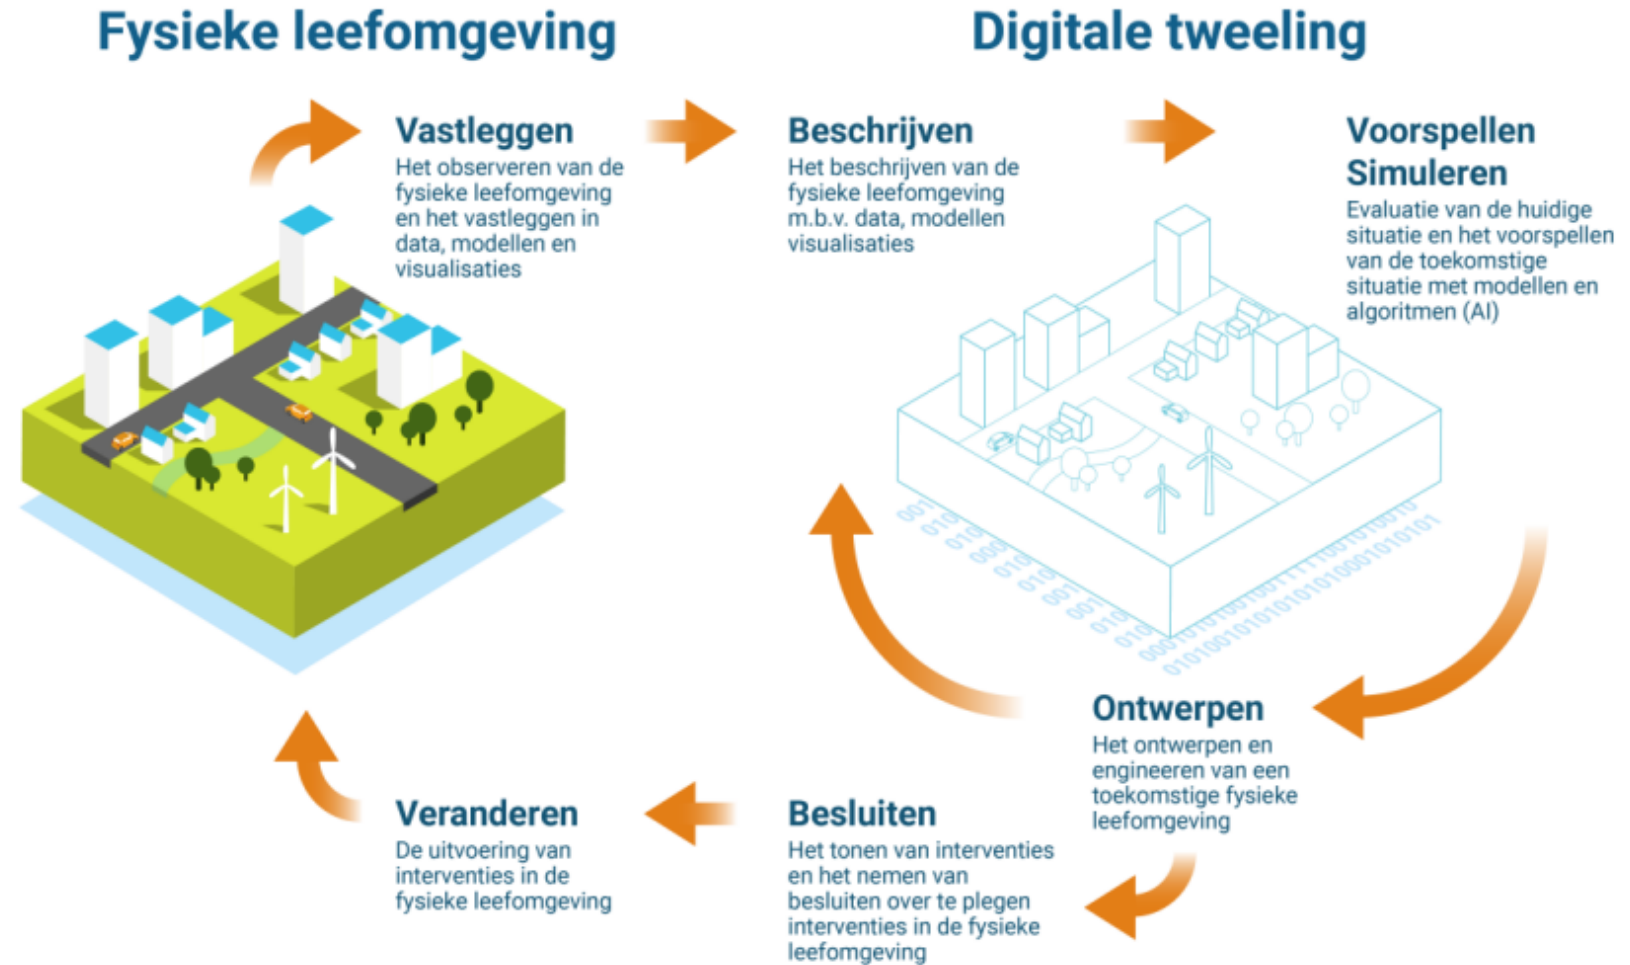 Fysieke leefomgeving
Digitale tweeling
Vastleggen
Het observeren van de
fysieke leefomgeving
en het vastleggen in
data, modellen en
visualisaties
Beschrijven
Het beschrijven van de
fysieke leefomgeving
m.b.v. data, modellen
visualisaties
Voorspellen
Simuleren
Evaluatie van de huidige
situatie en het voorspellen
van de toekomstige
situatie met modellen en
algoritmen (AI)
Ontwerpen
Het ontwerpen en
engineeren van een
toekomstige fysieke
leefomgeving
Besluiten
Het tonen van interventies
en het nemen van
besluiten over te plegen
interventies in de fysieke
leefomgeving
Veranderen
De uitvoering van
interventies in de
fysieke leefomgeving